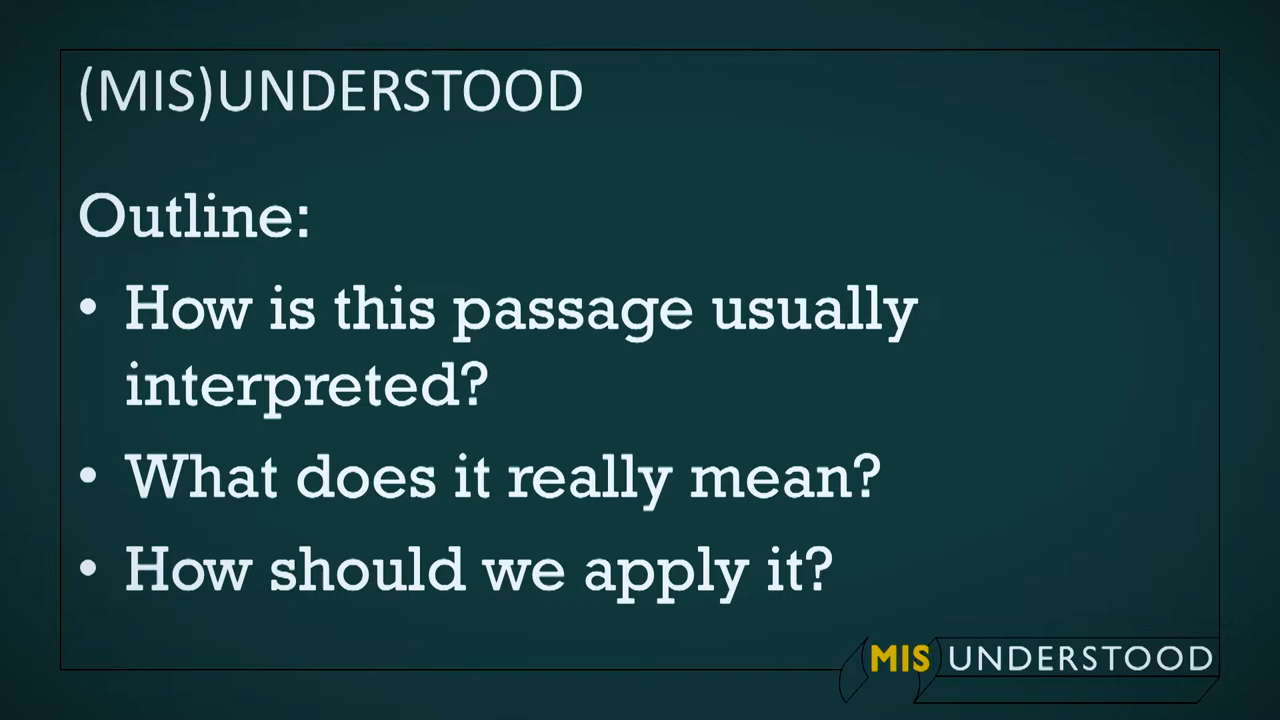 (MIS)UNDERSTOOD
Outline:
• How is this passage usually
interpreted?
• What does it really mean?
• How should we apply it?
(MIS)UNDERSTOOD